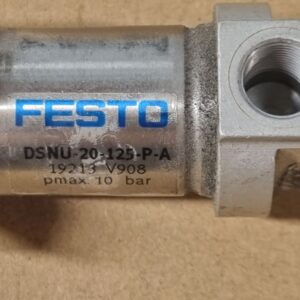 FESTO
DSNU-20-125-P-A
19213 V908
pmax 10 bar